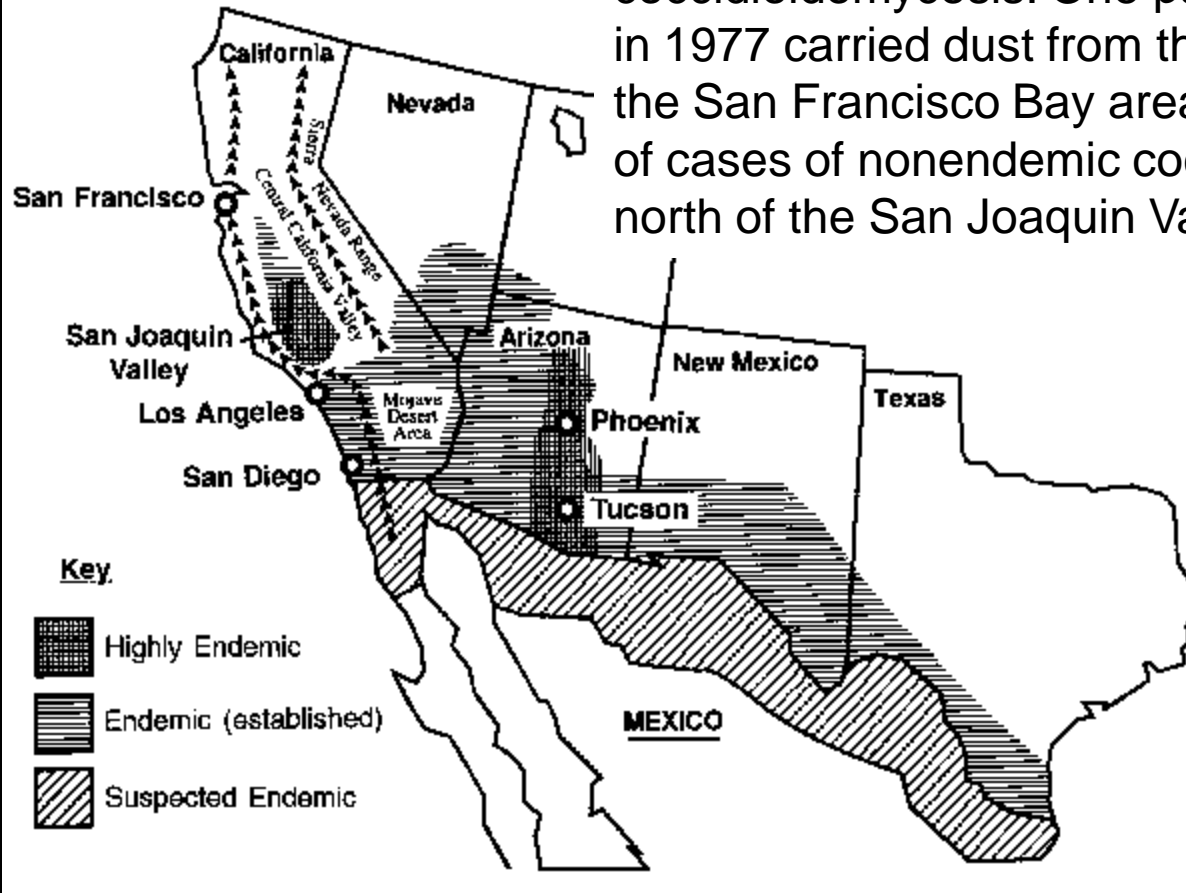 coccidioidomycosis. One p
in 1977 carried dust from th
the San Francisco Bay area
of cases of nonendemic co
north of the San Joaquin Va
California
Nevada
Sierra
Nevada Range
Central California Valley
San Francisco
San Joaquin
Valley
Los Angeles
Mojave
Desert
Area
San Diego
Arizona
New Mexico
Texas
Phoenix
Tucson
Key
Highly Endemic
Endemic (established)
Suspected Endemic
MEXICO